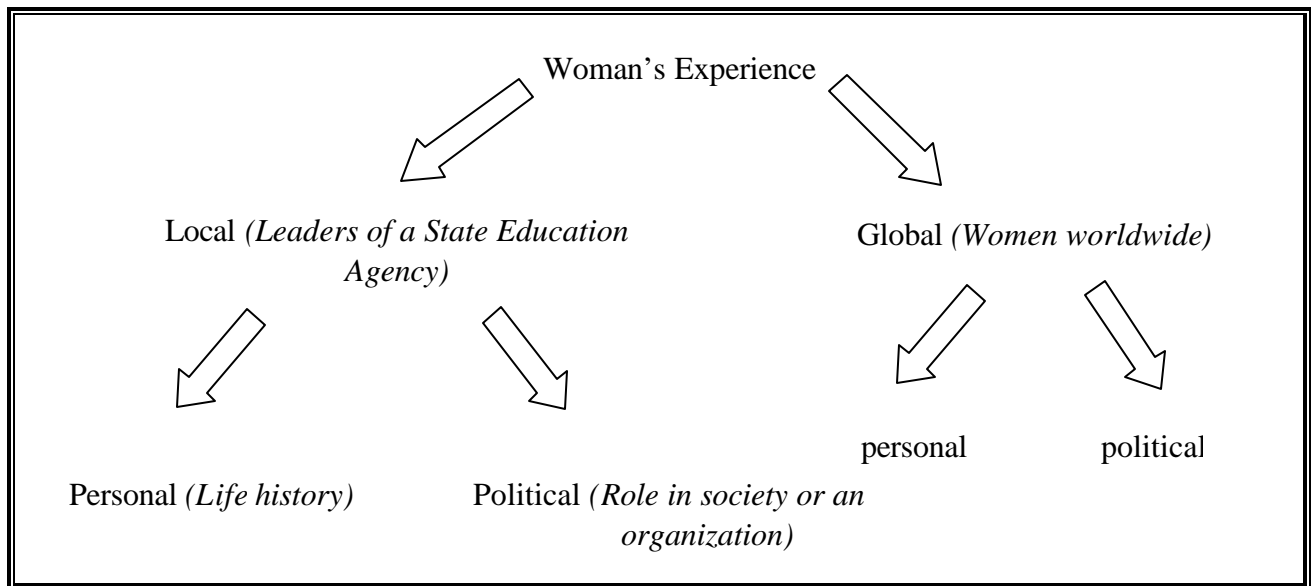 Woman’s Experience
Local (Leaders of a State Education
Agency)
Global (Women worldwide)
personal
political
Personal (Life history)
Political (Role in society or an
organization)